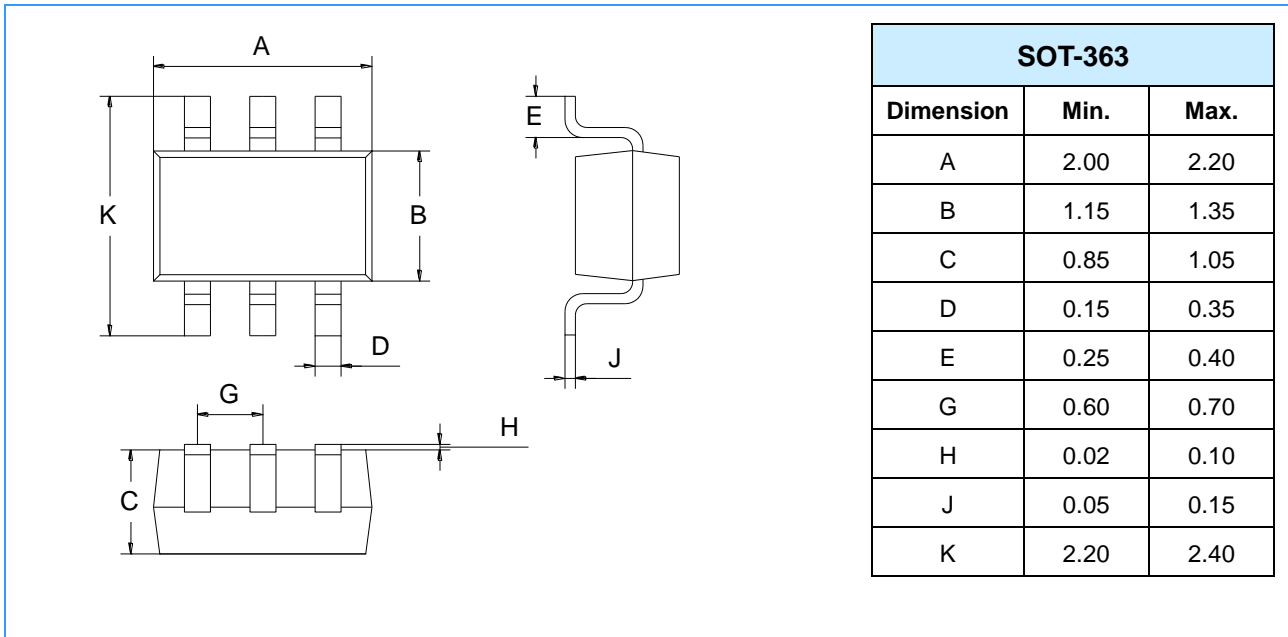 A
K
B
D
G
H
C
E
J
SOT-363
Dimension Min. Max.
A 2.00 2.20
B 1.15 1.35
C 0.85 1.05
D 0.15 0.35
E 0.25 0.40
G 0.60 0.70
H 0.02 0.10
J 0.05 0.15
K 2.20 2.40